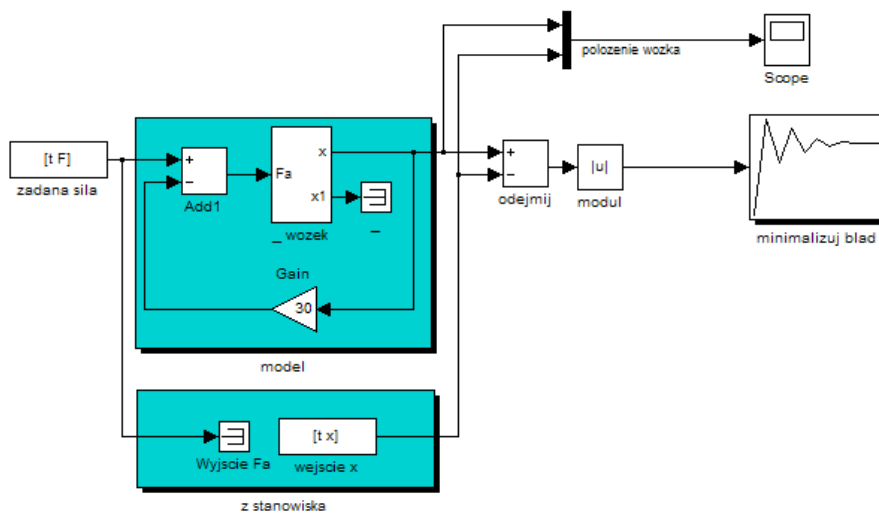 polozenie wozka
Scope
[t F]
zadana sila
+
−
Add1
Fa
x
x1
_ wozek
_
Gain
30
model
+
−
odejmij
|u|
modul
minimalizuj blad
Wyjscie Fa
[t x]
wejscie x
z stanowiska